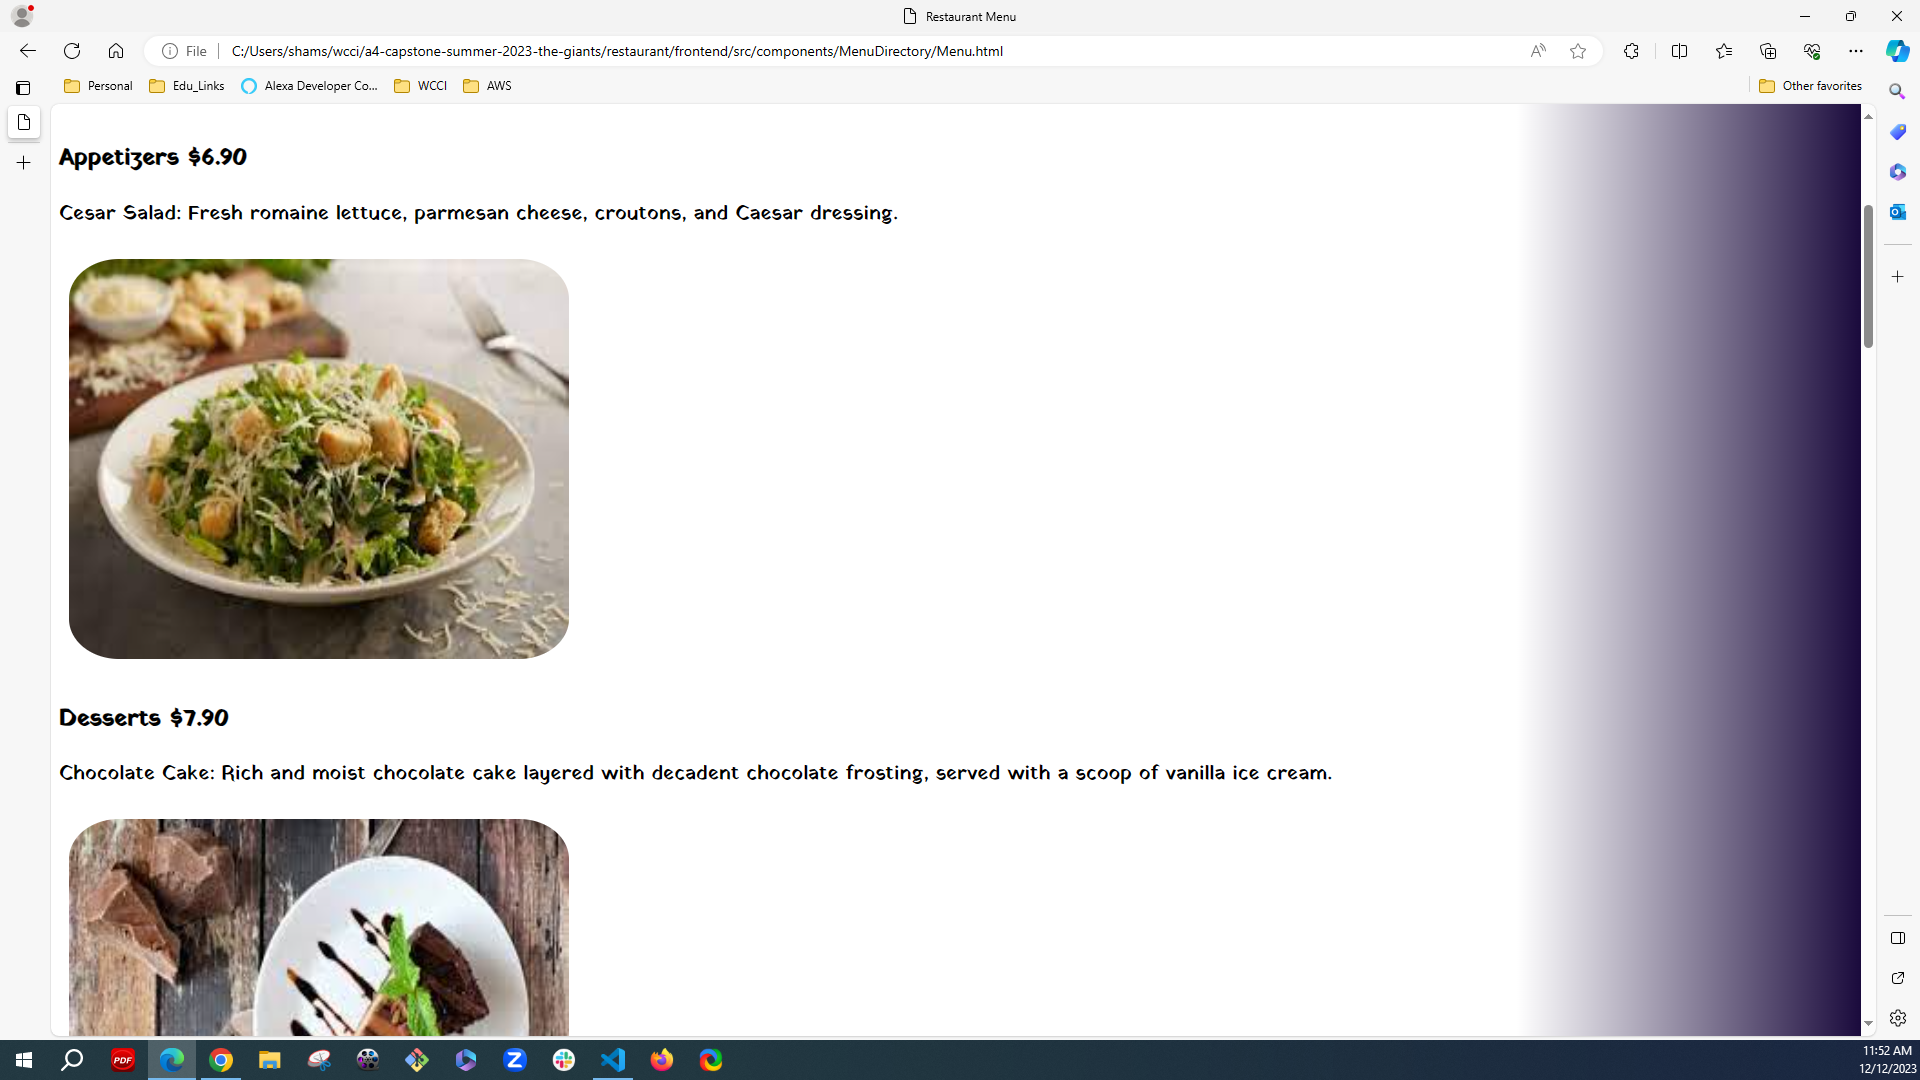 Restaurant Menu
File
C:/Users/shams/wcci/a4-capstone-summer-2023-the-giants/restaurant/frontend/src/components/MenuDirectory/Menu.html
Personal
Edu_Links
Alexa Developer Co...
WCCI
AWS
Other favorites
Appetizers $6.90
Cesar Salad: Fresh romaine lettuce, parmesan cheese, croutons, and Caesar dressing.
Desserts $7.90
Chocolate Cake: Rich and moist chocolate cake layered with decadent chocolate frosting, served with a scoop of vanilla ice cream.
PDF
11:52 AM
12/12/2023